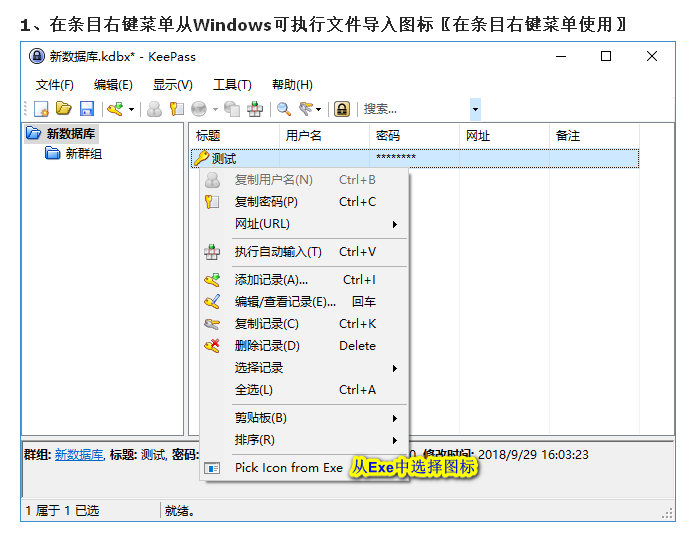 1、在条目右键菜单从Windows可执行文件导入图标〖在条目右键菜单使用〗
新数据库.kdbx* - KeePass
文件(F) 编辑(E) 显示(V) 工具(T) 帮助(H)
搜索...
新数据库
新群组
标题 用户名 密码 网址 备注
测试 ********
复制用户名(N) Ctrl+B
复制密码(P) Ctrl+C
网址(URL)
执行自动输入(T) Ctrl+V
添加记录(A)... Ctrl+I
编辑/查看记录(E)... 回车
复制记录(C) Ctrl+K
删除记录(D) Delete
选择记录
全选(L) Ctrl+A
剪贴板(B)
排序(R)
Pick Icon from Exe 从Exe中选择图标
群组: 新数据库, 标题: 测试, 密码: 0, 修改时间: 2018/9/29 16:03:23
1 属于 1 已选 就绪。